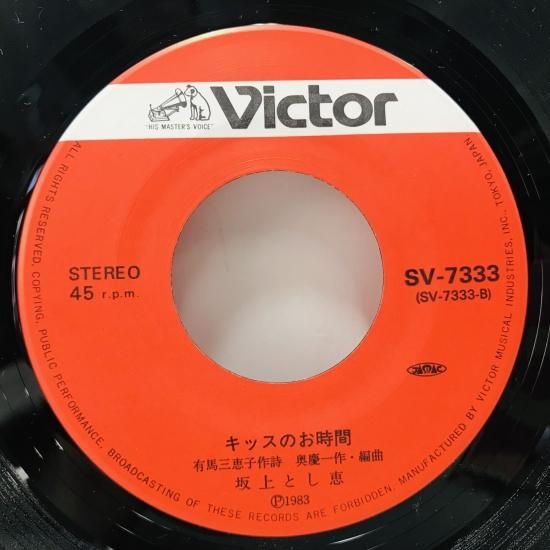 Victor
"HIS MASTER'S VOICE"
STEREO
45 r.p.m.
SV-7333
(SV-7333-B)
JASRAC
キッスのお時間
有馬三恵子作詩 奥慶一作・編曲
坂上とし恵
Ⓟ1983
ALL RIGHTS RESERVED, COPYING, PUBLIC PERFORMANCE, BROADCASTING OF THESE RECORDS ARE FORBIDDEN. MANUFACTURED BY VICTOR MUSICAL INDUSTRIES, INC., TOKYO, JAPAN